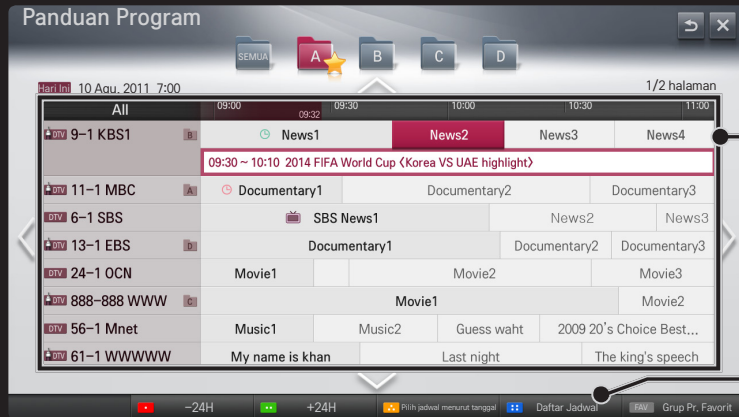 Panduan Program
SEMUA A B C D
Hari Ini 10 Agu. 2011 7:00 1/2 halaman
All 09:00 09:32 09:30 10:00 10:30 11:00
DTV 9-1 KBS1 B News1 News2 News3 News4
09:30 ~ 10:10 2014 FIFA World Cup 〈Korea VS UAE highlight〉
DTV 11-1 MBC A Documentary1 Documentary2 Documentary3
DTV 6-1 SBS SBS News1 News2 News3
DTV 13-1 EBS D Documentary1 Documentary2 Documentary3
DTV 24-1 OCN Movie1 Movie2 Movie3
DTV 888-888 WWW C Movie1 Movie2
DTV 56-1 Mnet Music1 Music2 Guess waht 2009 20's Choice Best...
DTV 61-1 WWWWW My name is khan Last night The king's speech
-24H +24H Pilih jadwal menurut tanggal Daftar Jadwal FAV Grup Pr, Favorit